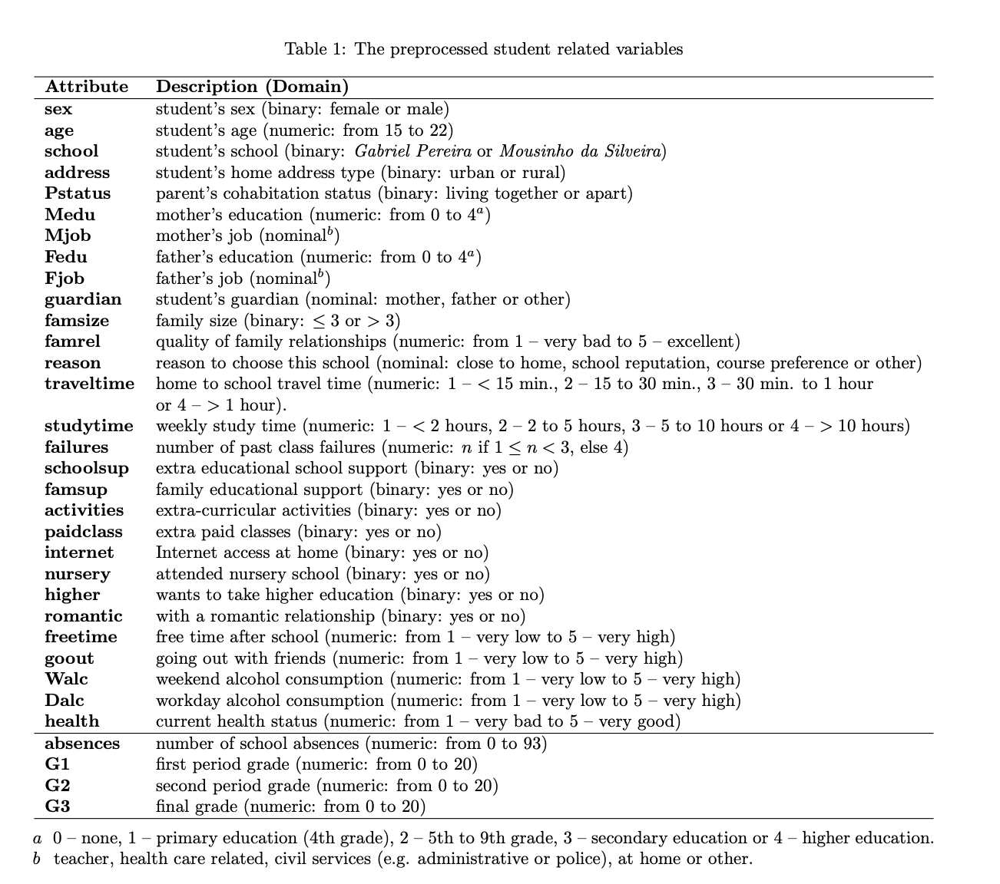 Table 1: The preprocessed student related variables
Attribute Description (Domain)
sex student's sex (binary: female or male)
age student's age (numeric: from 15 to 22)
school student's school (binary: Gabriel Pereira or Mousinho da Silveira)
address student's home address type (binary: urban or rural)
Pstatus parent's cohabitation status (binary: living together or apart)
Medu mother's education (numeric: from 0 to 4ᵃ)
Mjob mother's job (nominalᵇ)
Fedu father's education (numeric: from 0 to 4ᵃ)
Fjob father's job (nominalᵇ)
guardian student's guardian (nominal: mother, father or other)
famsize family size (binary: ≤ 3 or > 3)
famrel quality of family relationships (numeric: from 1 – very bad to 5 – excellent)
reason reason to choose this school (nominal: close to home, school reputation, course preference or other)
traveltime home to school travel time (numeric: 1 – < 15 min., 2 – 15 to 30 min., 3 – 30 min. to 1 hour
or 4 – > 1 hour).
studytime weekly study time (numeric: 1 – < 2 hours, 2 – 2 to 5 hours, 3 – 5 to 10 hours or 4 – > 10 hours)
failures number of past class failures (numeric: n if 1 ≤ n < 3, else 4)
schoolsup extra educational school support (binary: yes or no)
famsup family educational support (binary: yes or no)
activities extra-curricular activities (binary: yes or no)
paidclass extra paid classes (binary: yes or no)
internet Internet access at home (binary: yes or no)
nursery attended nursery school (binary: yes or no)
higher wants to take higher education (binary: yes or no)
romantic with a romantic relationship (binary: yes or no)
freetime free time after school (numeric: from 1 – very low to 5 – very high)
goout going out with friends (numeric: from 1 – very low to 5 – very high)
Walc weekend alcohol consumption (numeric: from 1 – very low to 5 – very high)
Dalc workday alcohol consumption (numeric: from 1 – very low to 5 – very high)
health current health status (numeric: from 1 – very bad to 5 – very good)
absences number of school absences (numeric: from 0 to 93)
G1 first period grade (numeric: from 0 to 20)
G2 second period grade (numeric: from 0 to 20)
G3 final grade (numeric: from 0 to 20)
a 0 – none, 1 – primary education (4th grade), 2 – 5th to 9th grade, 3 – secondary education or 4 – higher education.
b teacher, health care related, civil services (e.g. administrative or police), at home or other.